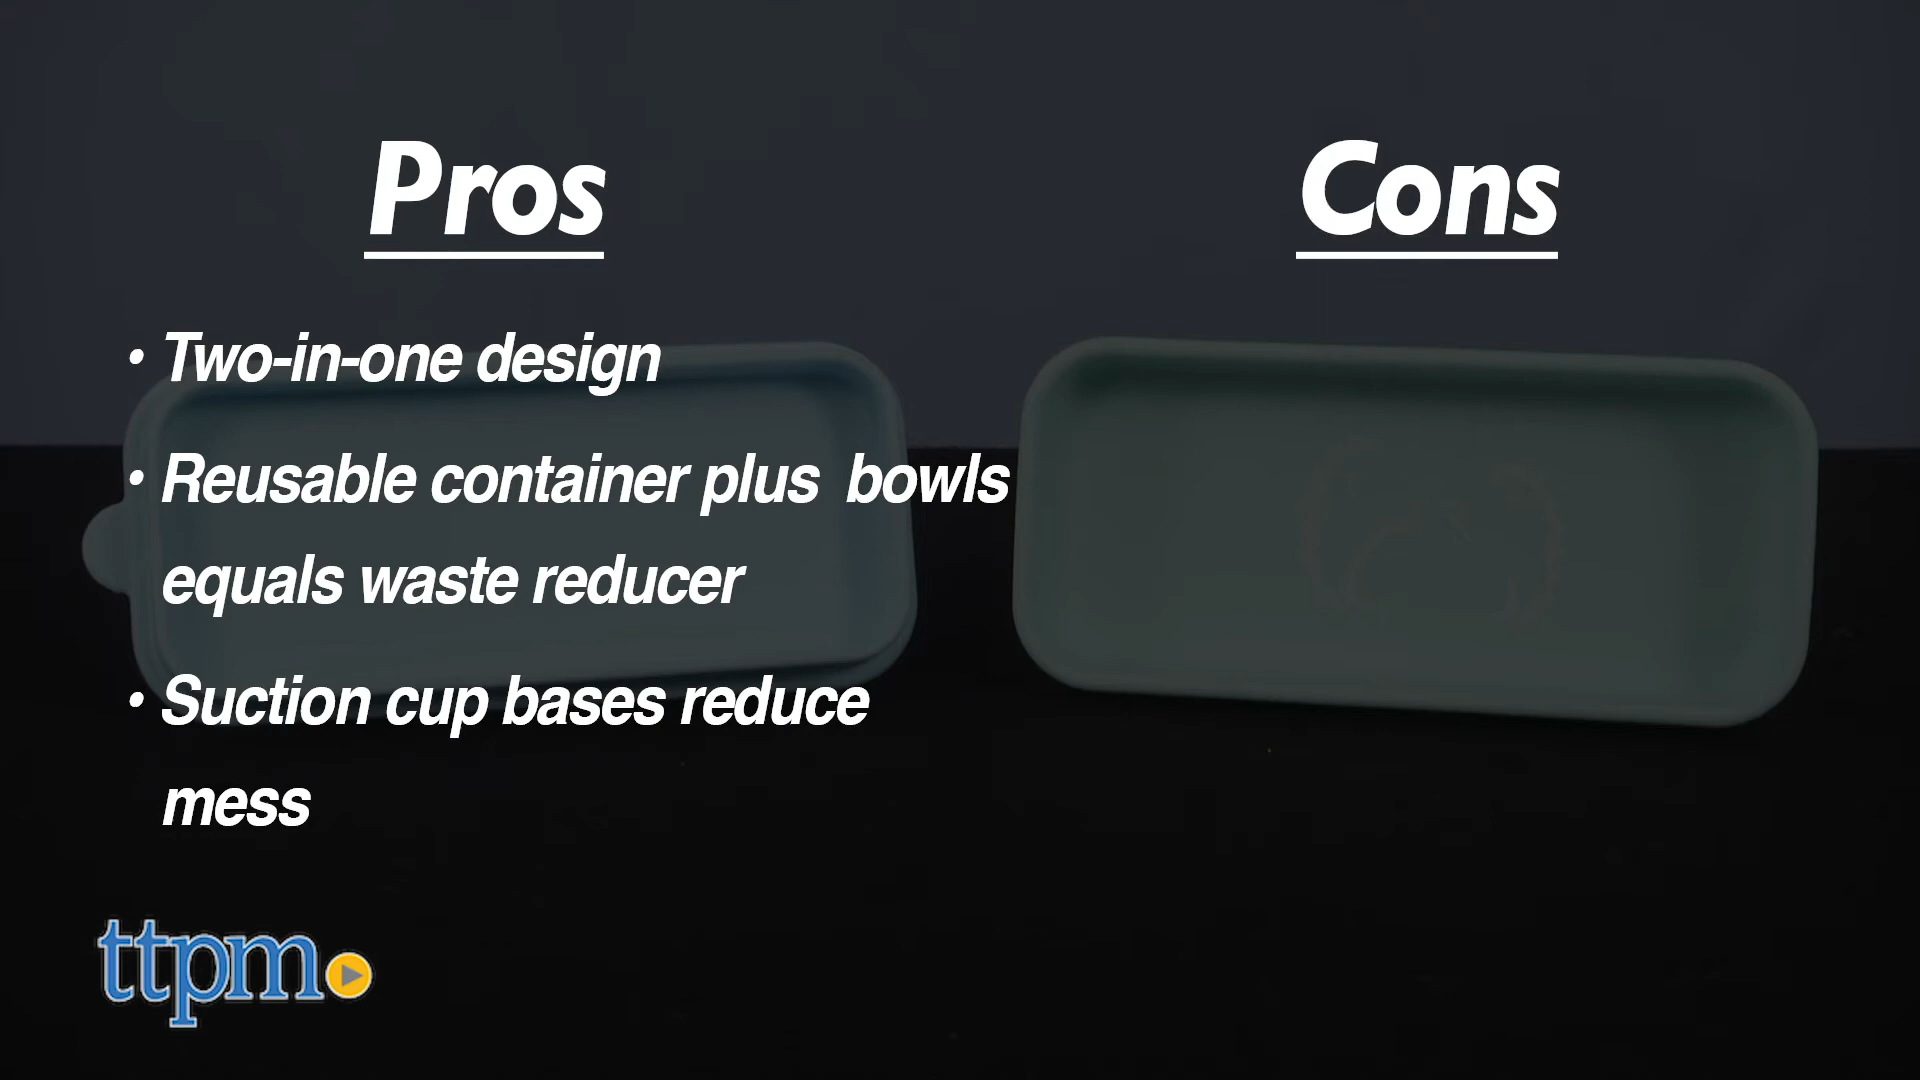 Pros
Cons
• Two-in-one design
• Reusable container plus  bowls
equals waste reducer
• Suction cup bases reduce
mess
ttpm